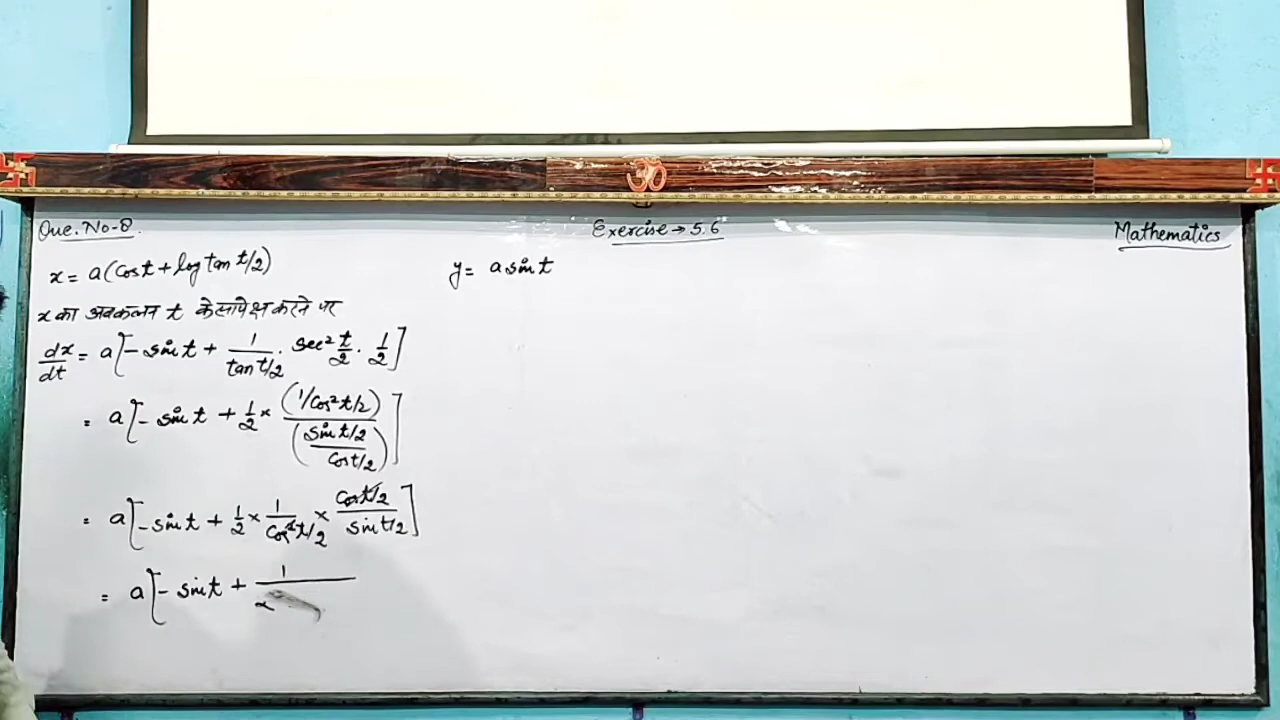 Que. No-8.
Exercise → 5.6
Mathematics
x = a(cost + log tan t/2)
y = a sin t
x का अवकलन t के सापेक्ष करने पर
dx/dt = a[- sin t + 1/tan t/2 . sec² t/2 . 1/2]
= a[- sin t + 1/2 × (1/cos² t/2)/(sin t/2/cos t/2)]
= a[- sin t + 1/2 × 1/cos² t/2 × cos t/2/sin t/2]
= a[- sin t + 1/
ॐ